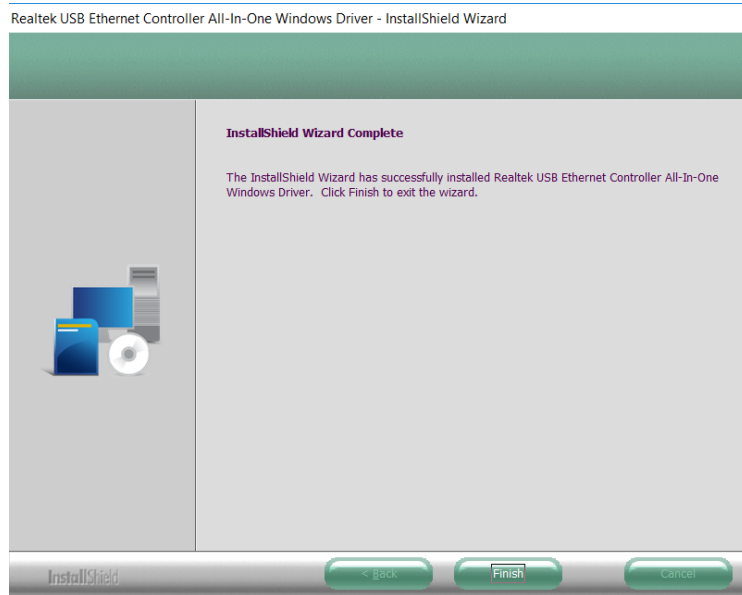 Realtek USB Ethernet Controller All-In-One Windows Driver - InstallShield Wizard
InstallShield Wizard Complete
The InstallShield Wizard has successfully installed Realtek USB Ethernet Controller All-In-One
Windows Driver.  Click Finish to exit the wizard.
InstallShield
< Back
Finish
Cancel